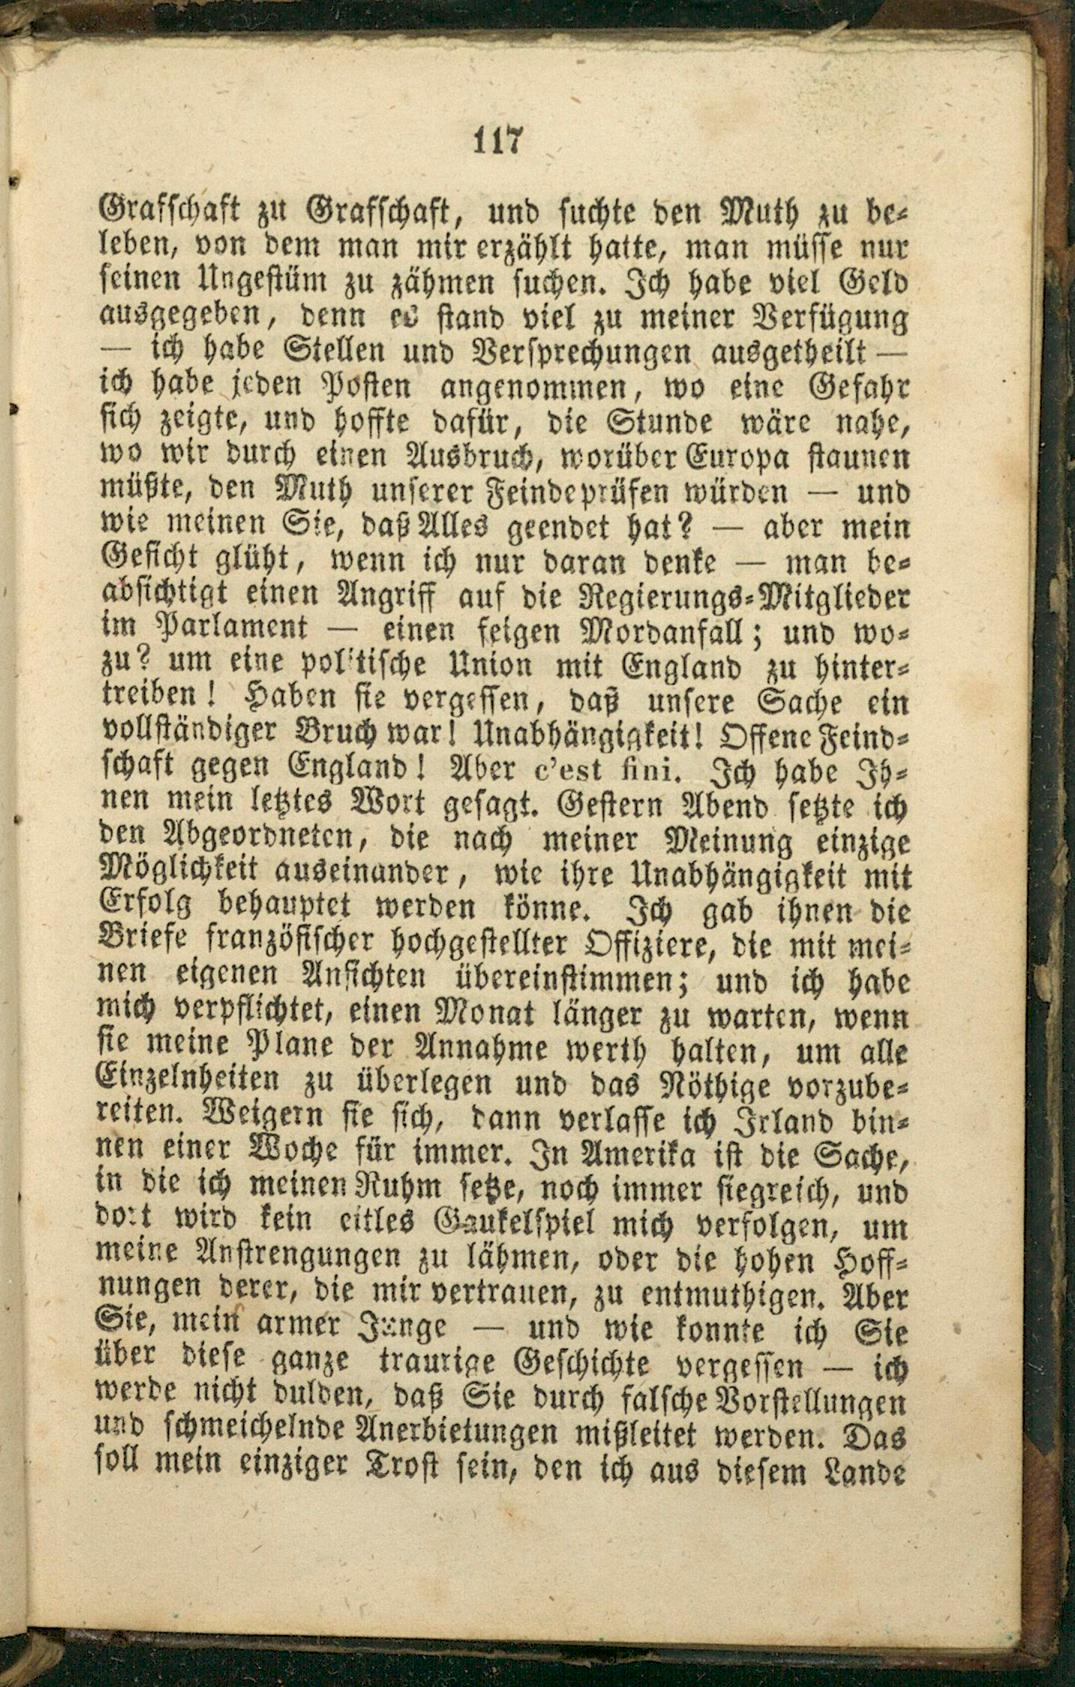 117
Grafschaft zu Grafschaft, und suchte den Muth zu be-
leben, von dem man mir erzählt hatte, man müsse nur
seinen Ungestüm zu zähmen suchen. Ich habe viel Geld
ausgegeben, denn es stand viel zu meiner Verfügung
— ich habe Stellen und Versprechungen ausgetheilt —
ich habe jeden Posten angenommen, wo eine Gefahr
sich zeigte, und hoffte dafür, die Stunde wäre nahe,
wo wir durch einen Ausbruch, worüber Europa staunen
müßte, den Muth unserer Feinde prüfen würden — und
wie meinen Sie, daß Alles geendet hat? — aber mein
Gesicht glüht, wenn ich nur daran denke — man be-
absichtigt einen Angriff auf die Regierungs-Mitglieder
im Parlament — einen feigen Mordanfall; und wo-
zu? um eine politische Union mit England zu hinter-
treiben! Haben sie vergessen, daß unsere Sache ein
vollständiger Bruch war! Unabhängigkeit! Offene Feind-
schaft gegen England! Aber c'est fini. Ich habe Ih-
nen mein letztes Wort gesagt. Gestern Abend setzte ich
den Abgeordneten, die nach meiner Meinung einzige
Möglichkeit auseinander, wie ihre Unabhängigkeit mit
Erfolg behauptet werden könne. Ich gab ihnen die
Briefe französischer hochgestellter Offiziere, die mit mei-
nen eigenen Ansichten übereinstimmen; und ich habe
mich verpflichtet, einen Monat länger zu warten, wenn
sie meine Plane der Annahme werth halten, um alle
Einzelnheiten zu überlegen und das Nöthige vorzube-
reiten. Weigern sie sich, dann verlasse ich Irland bin-
nen einer Woche für immer. In Amerika ist die Sache,
in die ich meinen Ruhm setze, noch immer siegreich, und
dort wird kein eitles Gaukelspiel mich verfolgen, um
meine Anstrengungen zu lähmen, oder die hohen Hoff-
nungen derer, die mir vertrauen, zu entmuthigen. Aber
Sie, mein armer Junge — und wie konnte ich Sie
über diese ganze traurige Geschichte vergessen — ich
werde nicht dulden, daß Sie durch falsche Vorstellungen
und schmeichelnde Anerbietungen mißleitet werden. Das
soll mein einziger Trost sein, den ich aus diesem Lande